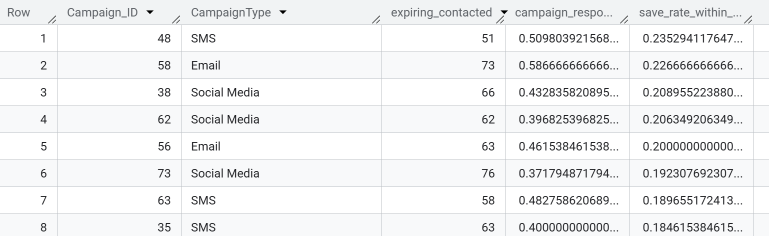 Row Campaign_ID CampaignType expiring_contacted campaign_respo... save_rate_within_...
1 48 SMS 51 0.509803921568... 0.235294117647...
2 58 Email 73 0.586666666666... 0.226666666666...
3 38 Social Media 66 0.432835820895... 0.208955223880...
4 62 Social Media 62 0.396825396825... 0.206349206349...
5 56 Email 63 0.461538461538... 0.200000000000...
6 73 Social Media 76 0.371794871794... 0.192307692307...
7 63 SMS 58 0.482758620689... 0.189655172413...
8 35 SMS 63 0.400000000000... 0.184615384615...